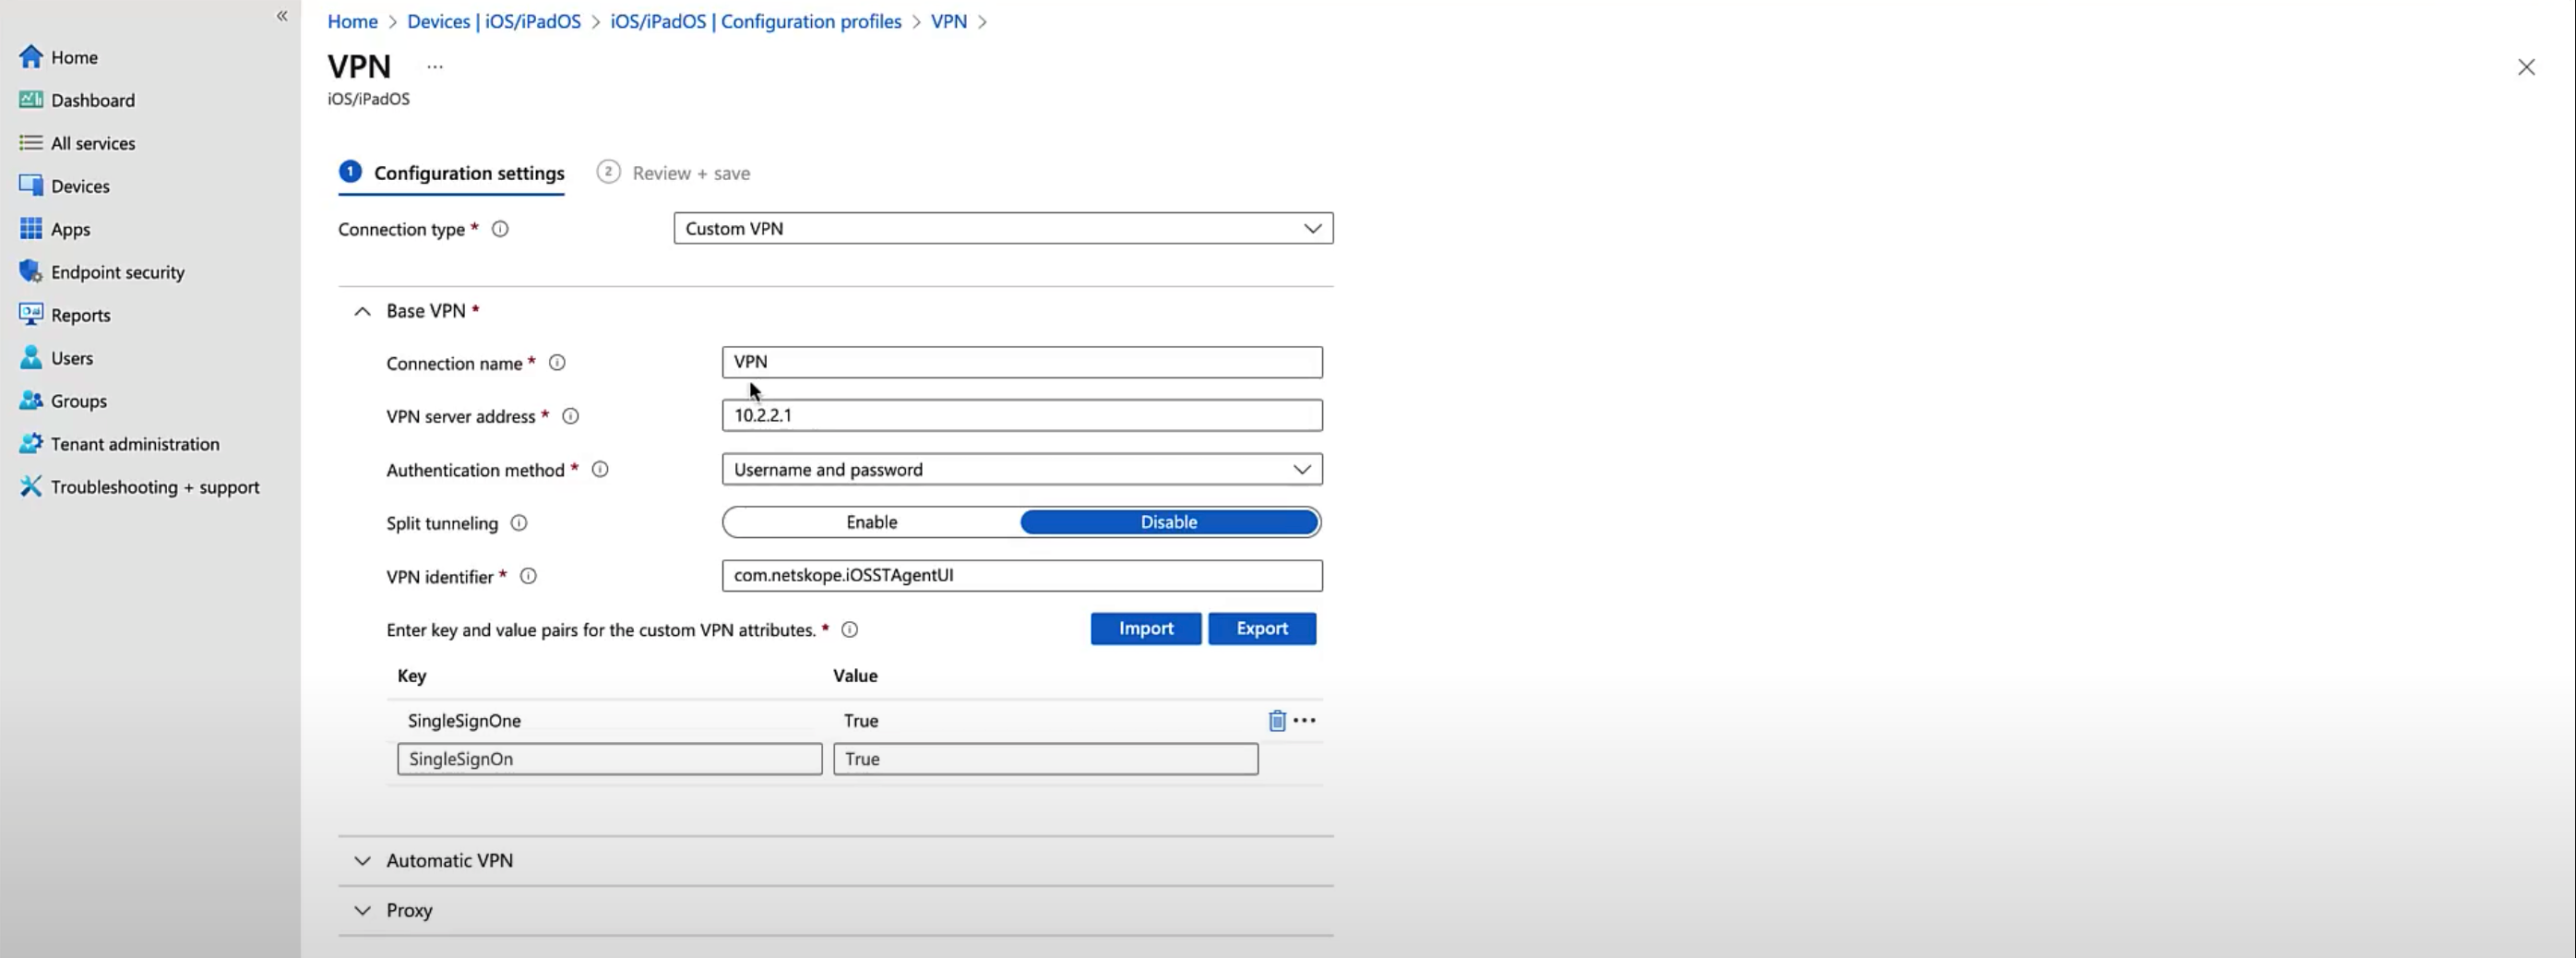 «
Home
Dashboard
All services
Devices
Apps
Endpoint security
Reports
Users
Groups
Tenant administration
Troubleshooting + support
Home > Devices | iOS/iPadOS > iOS/iPadOS | Configuration profiles > VPN >
VPN ...
iOS/iPadOS
1 Configuration settings 2 Review + save
Connection type * Custom VPN
Base VPN *
Connection name * VPN
VPN server address * 10.2.2.1
Authentication method * Username and password
Split tunneling Enable Disable
VPN identifier * com.netskope.iOSSTAgentUI
Enter key and value pairs for the custom VPN attributes. * Import Export
Key Value
SingleSignOne True
SingleSignOn True
Automatic VPN
Proxy